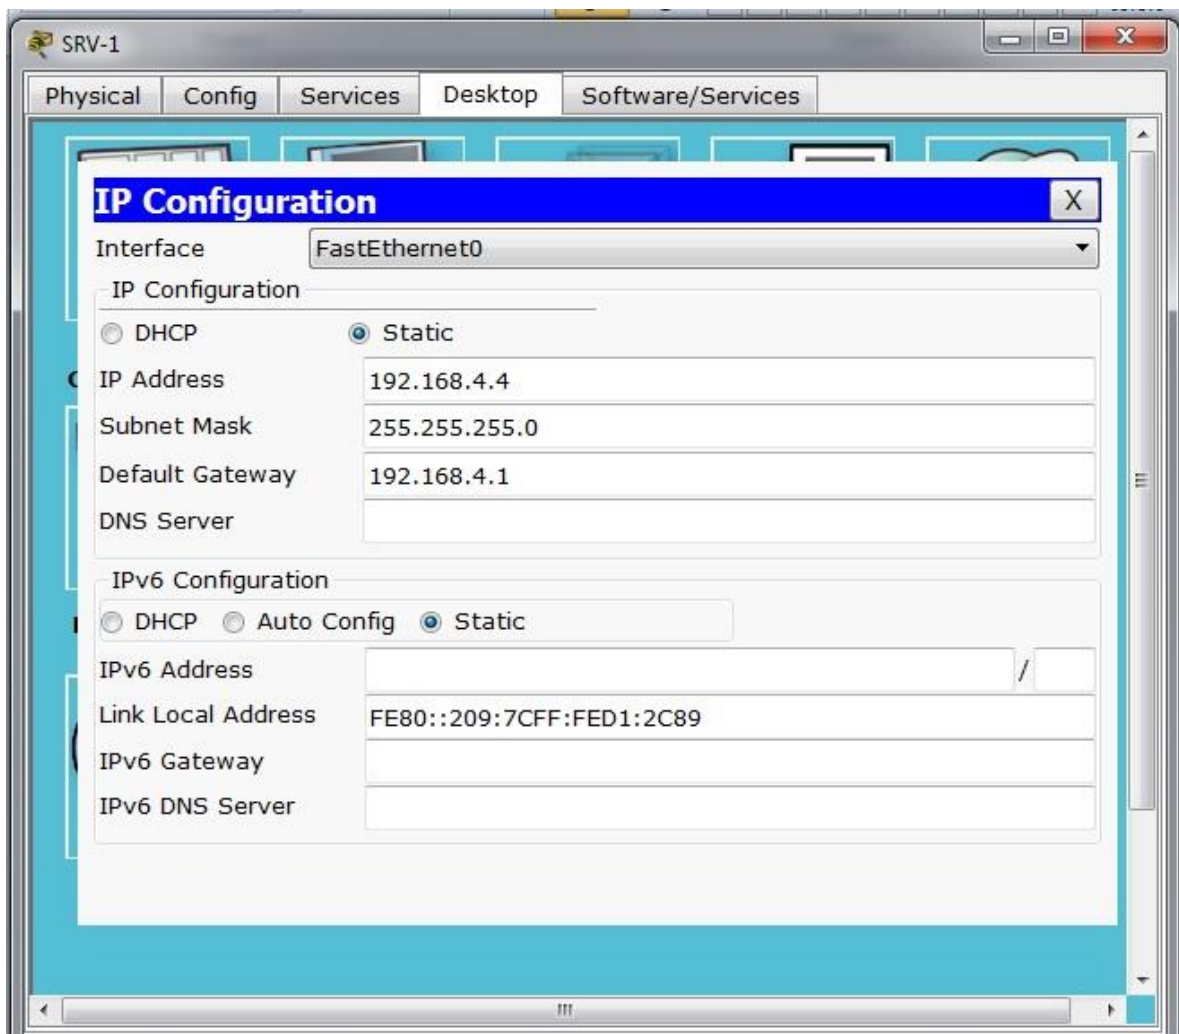 SRV-1
Physical Config Services Desktop Software/Services
IP Configuration X
Interface FastEthernet0
IP Configuration
DHCP Static
IP Address 192.168.4.4
Subnet Mask 255.255.255.0
Default Gateway 192.168.4.1
DNS Server
IPv6 Configuration
DHCP Auto Config Static
IPv6 Address /
Link Local Address FE80::209:7CFF:FED1:2C89
IPv6 Gateway
IPv6 DNS Server